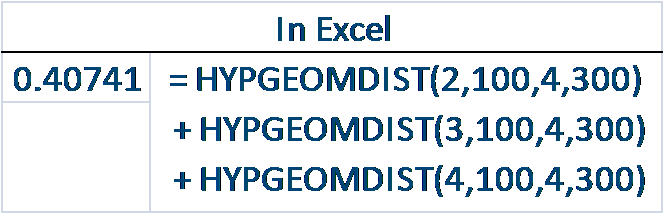 In Excel
0.40741 = HYPGEOMDIST(2,100,4,300)
+ HYPGEOMDIST(3,100,4,300)
+ HYPGEOMDIST(4,100,4,300)